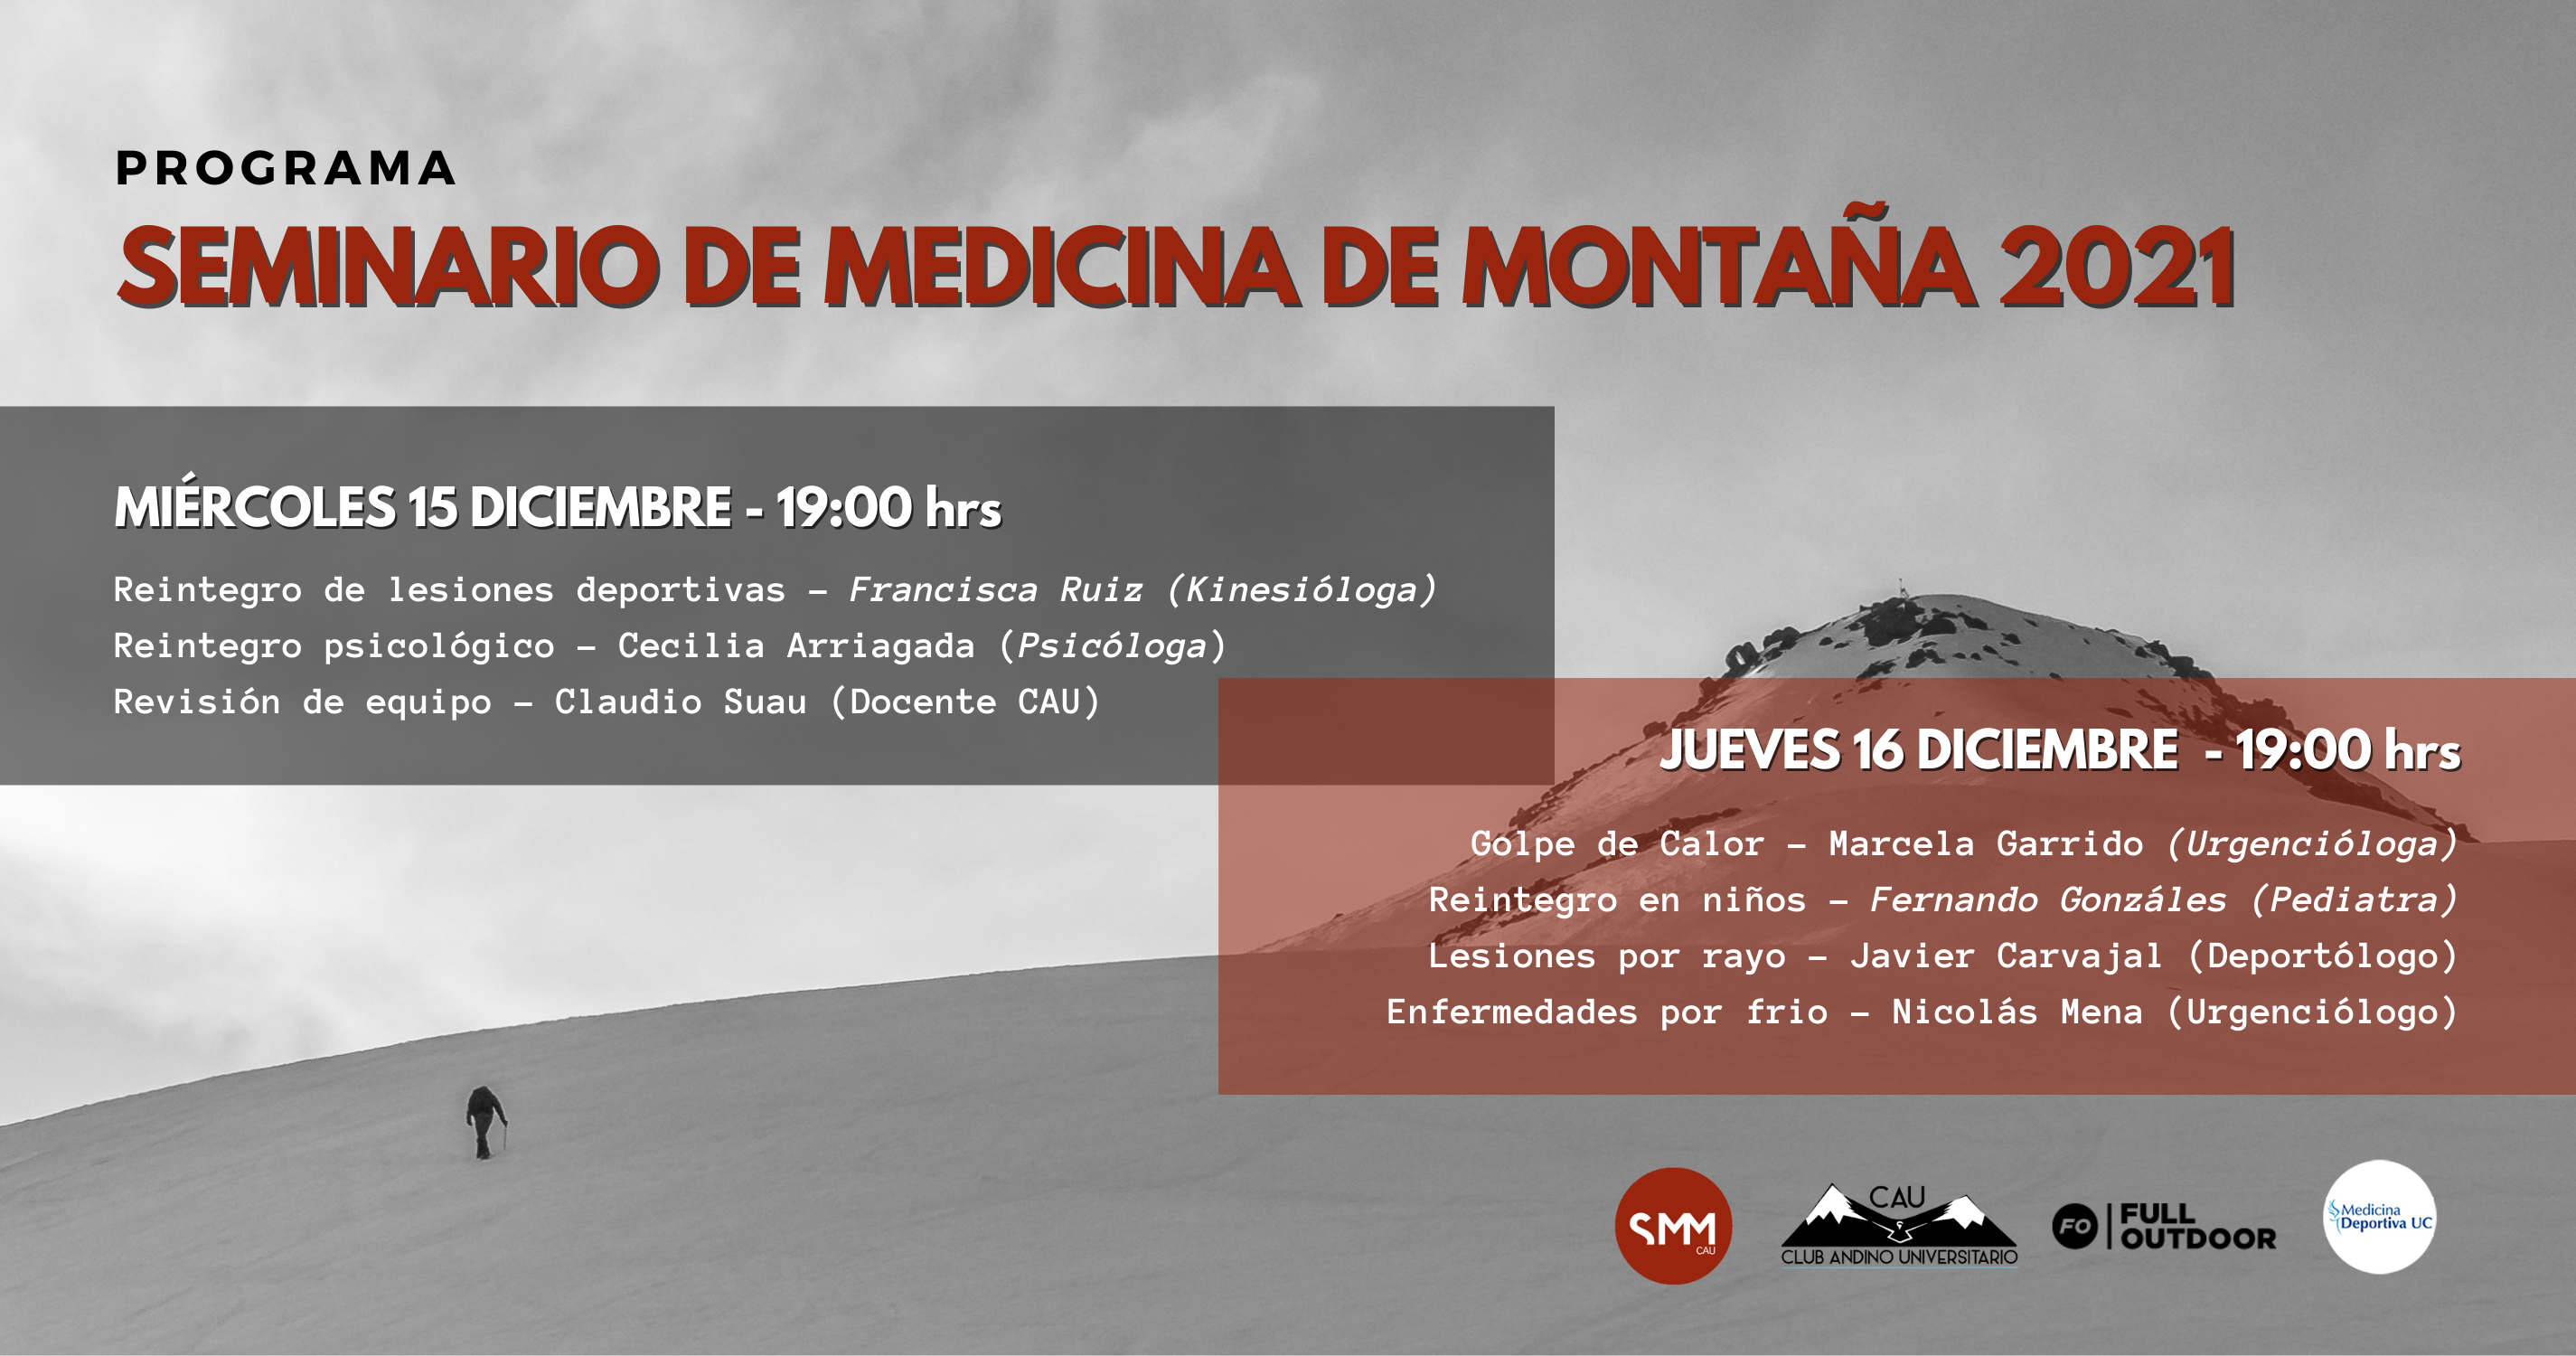 PROGRAMA
SEMINARIO DE MEDICINA DE MONTAÑA 2021
MIÉRCOLES 15 DICIEMBRE - 19:00 hrs
Reintegro de lesiones deportivas - Francisca Ruiz (Kinesióloga)
Reintegro psicológico - Cecilia Arriagada (Psicóloga)
Revisión de equipo - Claudio Suau (Docente CAU)
JUEVES 16 DICIEMBRE - 19:00 hrs
Golpe de Calor - Marcela Garrido (Urgencióloga)
Reintegro en niños - Fernando Gonzáles (Pediatra)
Lesiones por rayo - Javier Carvajal (Deportólogo)
Enfermedades por frio - Nicolás Mena (Urgenciólogo)
SMM
CAU
CAU
CLUB ANDINO UNIVERSITARIO
FO
FULL
OUTDOOR
Medicina
Deportiva UC